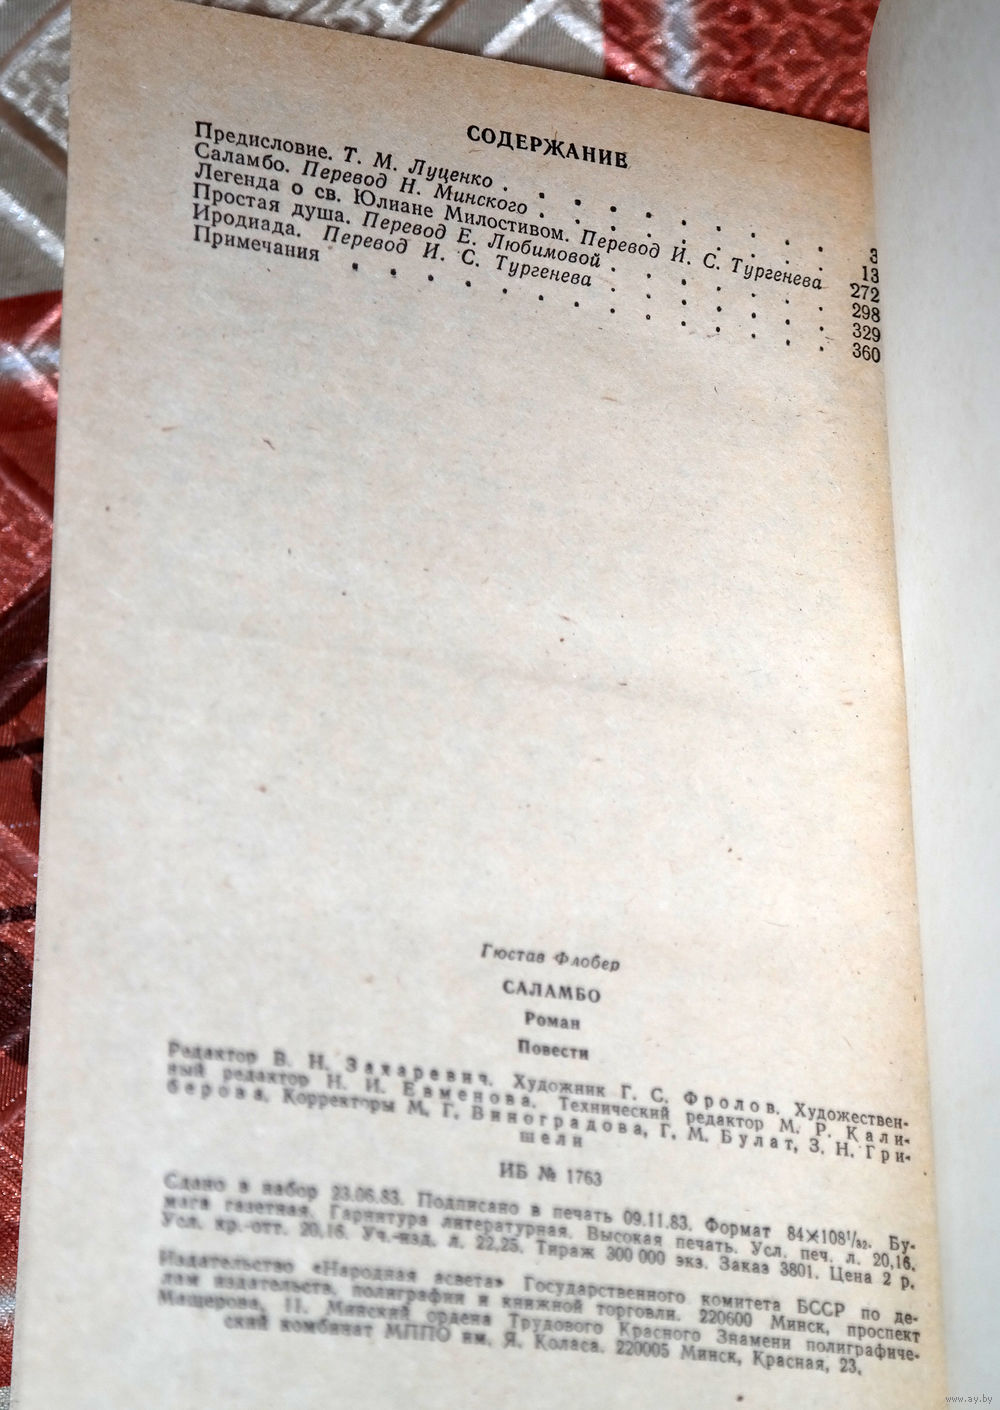 СОДЕРЖАНИЕ
Предисловие. Т. М. Луценко . . . . . . . . . . 3
Саламбо. Перевод Н. Минского . . . . . . . . . 13
Легенда о св. Юлиане Милостивом. Перевод И. С. Тургенева 272
Простая душа. Перевод Е. Любимовой . . . . . . . 298
Иродиада. Перевод И. С. Тургенева . . . . . . . 329
Примечания . . . . . . . . . . . . . . 360
Гюстав Флобер
САЛАМБО
Роман
Повести
Редактор В. Н. Захаревич. Художник Г. С. Фролов. Художествен-
ный редактор Н. И. Евменова. Технический редактор М. Р. Кали-
берова. Корректоры М. Г. Виноградова, Г. М. Булат, З. Н. Гри-
шели
ИБ № 1763
Сдано в набор 23.06.83. Подписано в печать 09.11.83. Формат 84×108¹/₃₂. Бу-
мага газетная. Гарнитура литературная. Высокая печать. Усл. печ. л. 20,16.
Усл. кр.-отт. 20,16. Уч.-изд. л. 22,25. Тираж 300 000 экз. Заказ 3801. Цена 2 р.
Издательство «Народная асвета» Государственного комитета БССР по де-
лам издательств, полиграфии и книжной торговли. 220600 Минск, проспект
Машерова, 11. Минский ордена Трудового Красного Знамени полиграфиче-
ский комбинат МППО им. Я. Коласа. 220005 Минск, Красная, 23.
www.ay.by